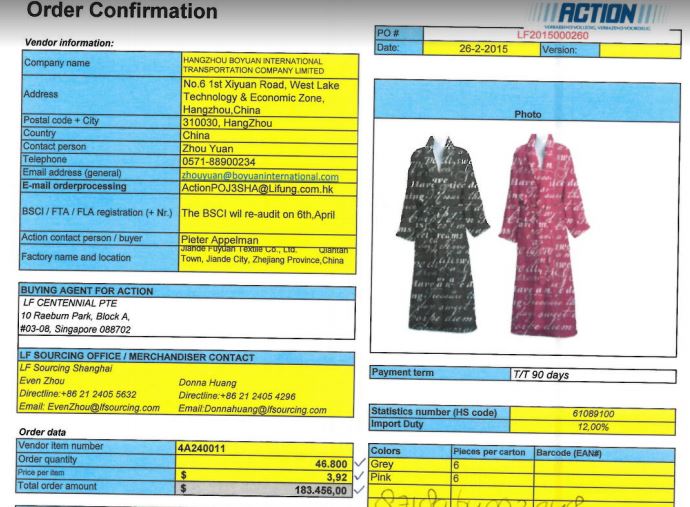 Order Confirmation
ACTION
PO # LF2015000260
Date: 26-2-2015 Version:
Vendor information:
Company name HANGZHOU BOYUAN INTERNATIONAL
TRANSPORTATION COMPANY LIMITED
Address No.6 1st Xiyuan Road, West Lake
Technology & Economic Zone,
Hangzhou,China
Postal code + City 310030, HangZhou
Country China
Contact person Zhou Yuan
Telephone 0571-88900234
Email address (general) zhouyuan@boyuaninternational.com
E-mail orderprocessing ActionPOJ3SHA@Lifung.com.hk
BSCI / FTA / FLA registration (+ Nr.) The BSCI wil re-audit on 6th,April
Action contact person / buyer Pieter Appelman
Factory name and location Jiande Fuyuan Textile Co., Ltd. Qiantan
Town, Jiande City, Zhejiang Province,China
Photo
BUYING AGENT FOR ACTION
LF CENTENNIAL PTE
10 Raeburn Park, Block A,
#03-08, Singapore 088702
LF SOURCING OFFICE / MERCHANDISER CONTACT
LF Sourcing Shanghai
Even Zhou Donna Huang
Directline:+86 21 2405 5632 Directline:+86 21 2405 4296
Email: EvenZhou@lfsourcing.com Email:Donnahuang@lfsourcing.com
Payment term T/T 90 days
Statistics number (HS code) 61089100
Import Duty 12,00%
Order data
Vendor item number 4A240011
Order quantity 46.800
Price per item $ 3,92
Total order amount $ 183.456,00
Colors Pieces per carton Barcode (EAN#)
Grey 6
Pink 6